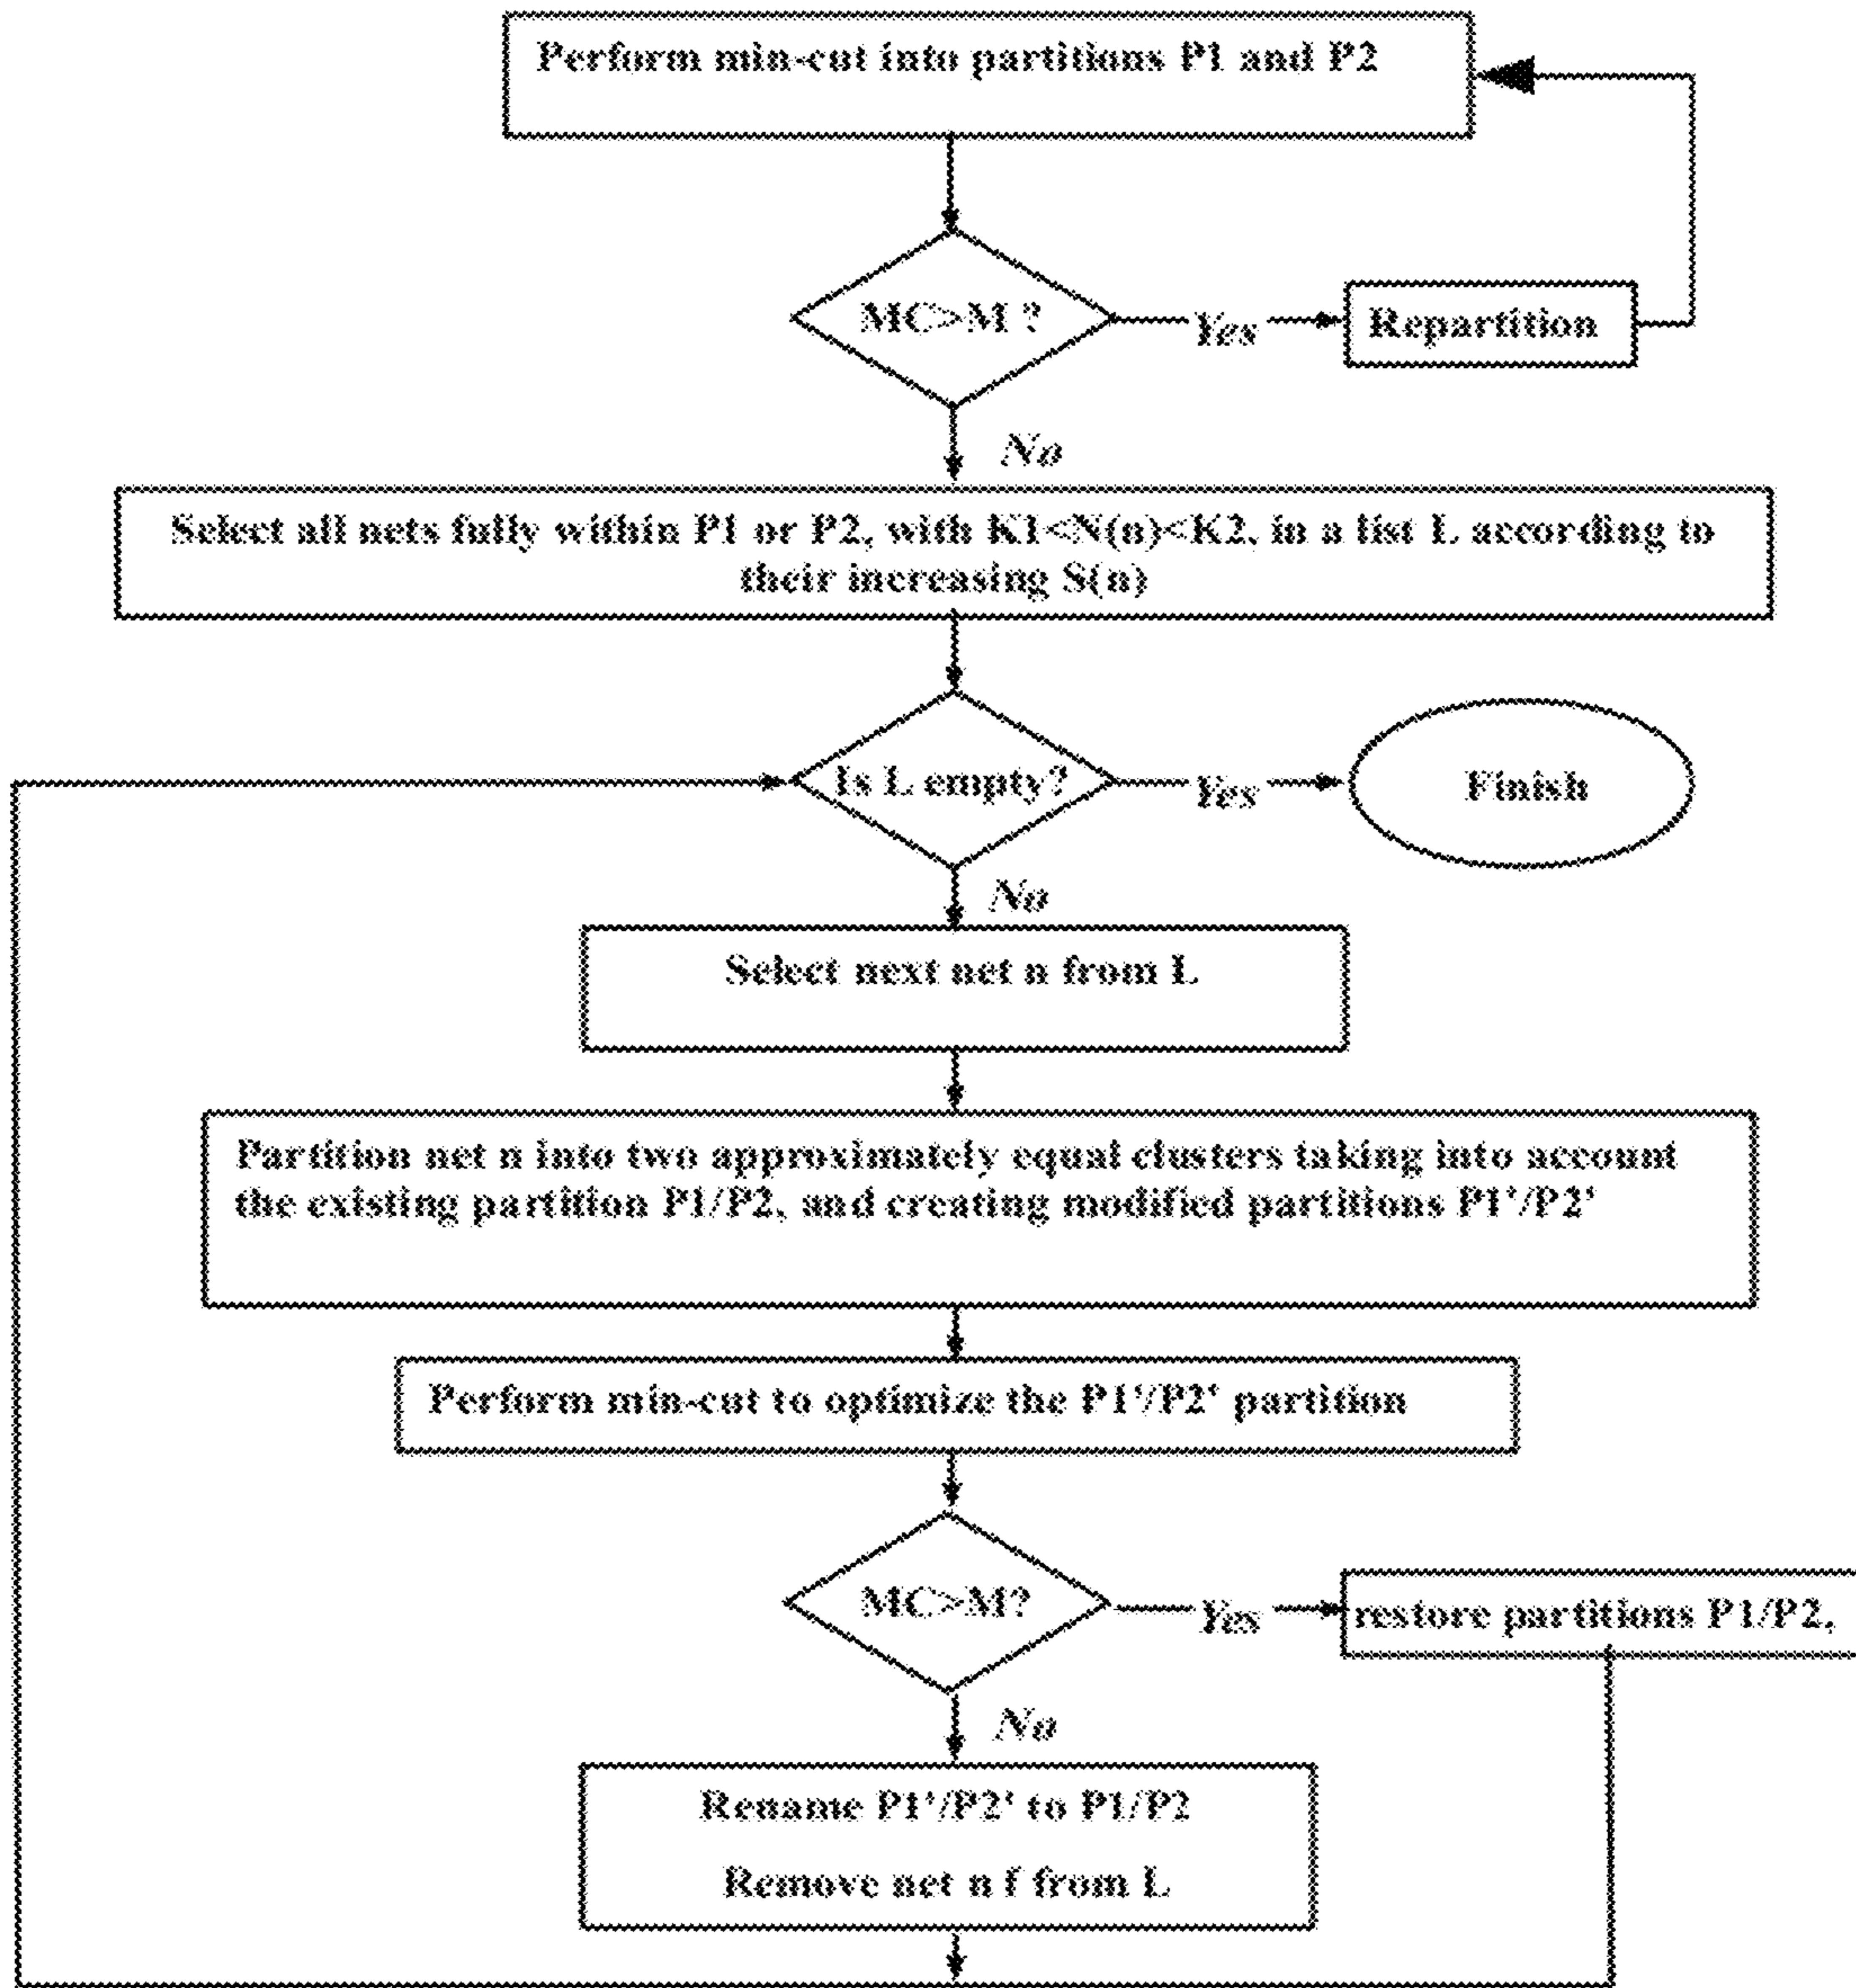 Perform min-cut into partitions P1 and P2
MC>M ?
Yes
Repartition
No
Select all nets fully within P1 or P2, with K1<N(n)<K2, in a list L according to
their increasing S(n)
Is L empty?
Yes
Finish
No
Select next net n from L
Partition net n into two approximately equal clusters taking into account
the existing partition P1/P2, and creating modified partitions P1'/P2'
Perform min-cut to optimize the P1'/P2' partition
MC>M?
Yes
restore partitions P1/P2,
No
Rename P1'/P2' to P1/P2
Remove net n f from L